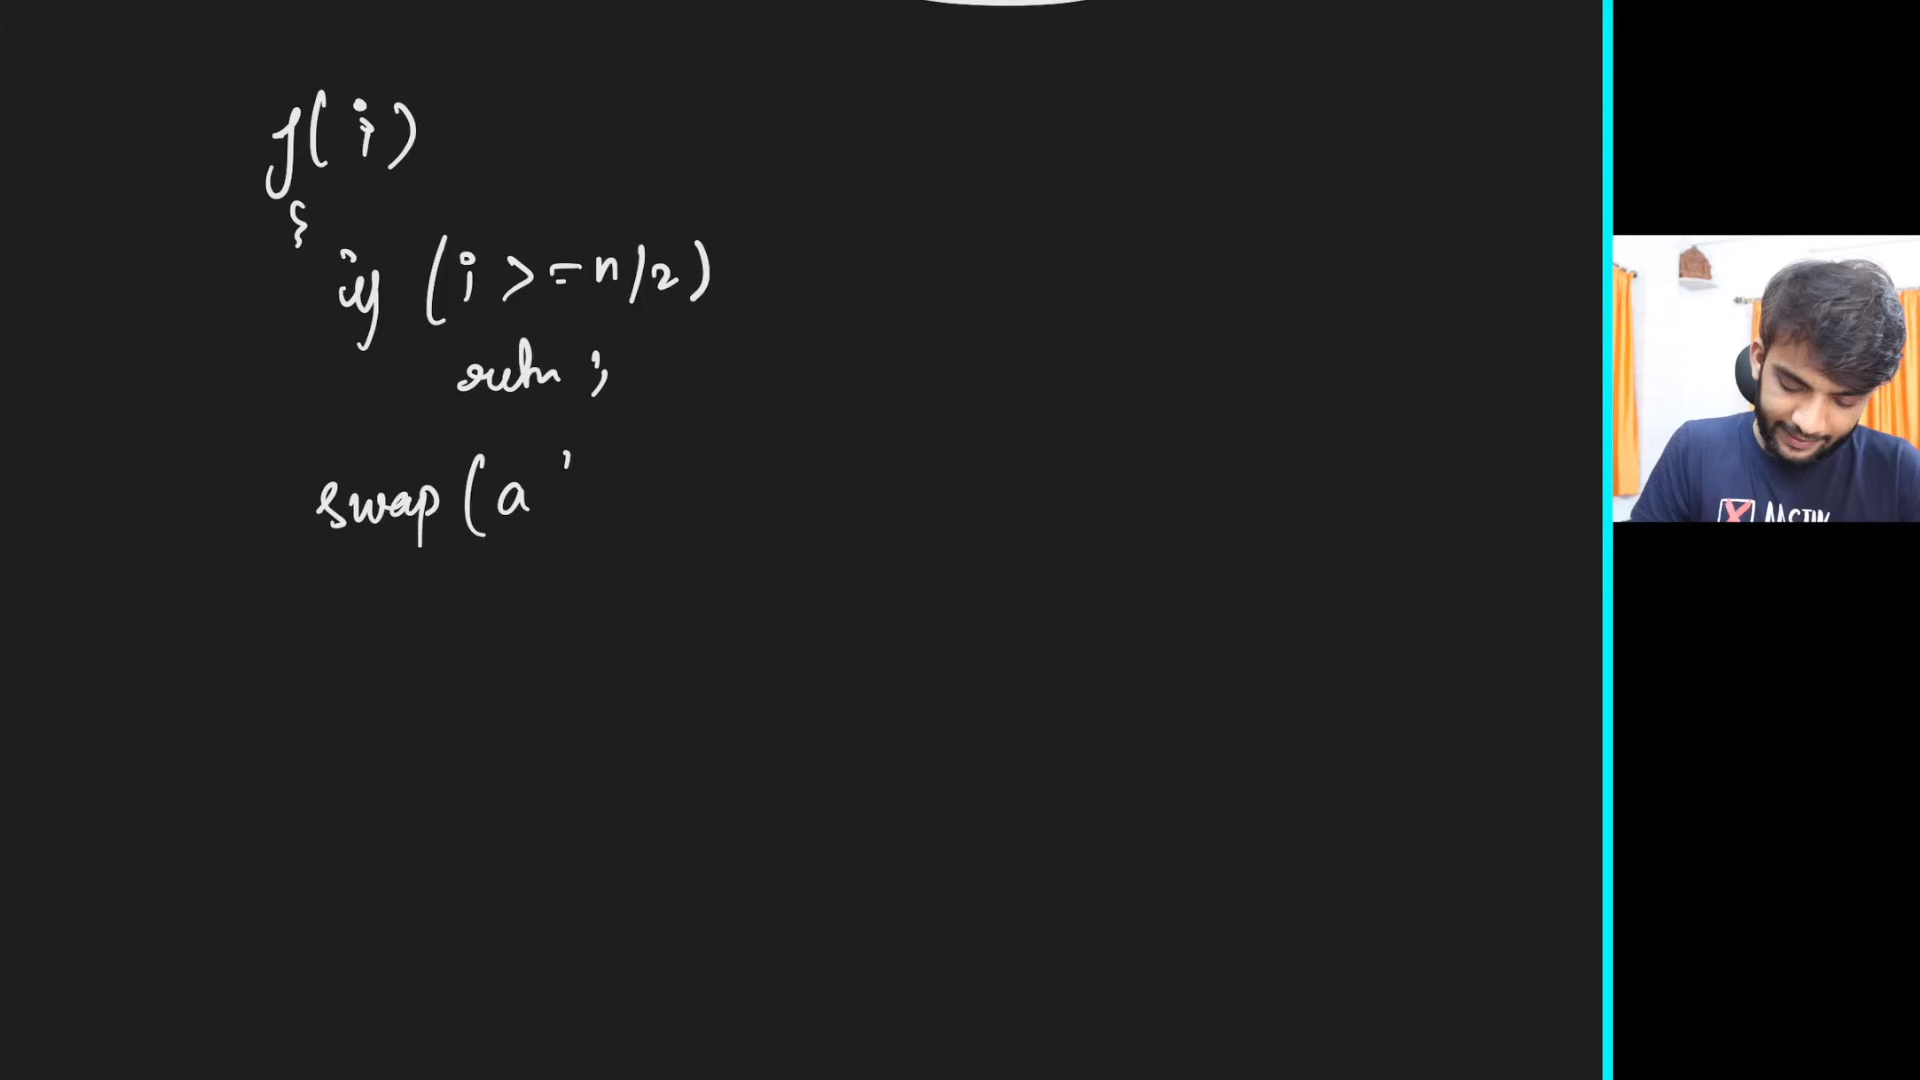 f(i)
{
if (i >= n/2)
return ;
swap (a '